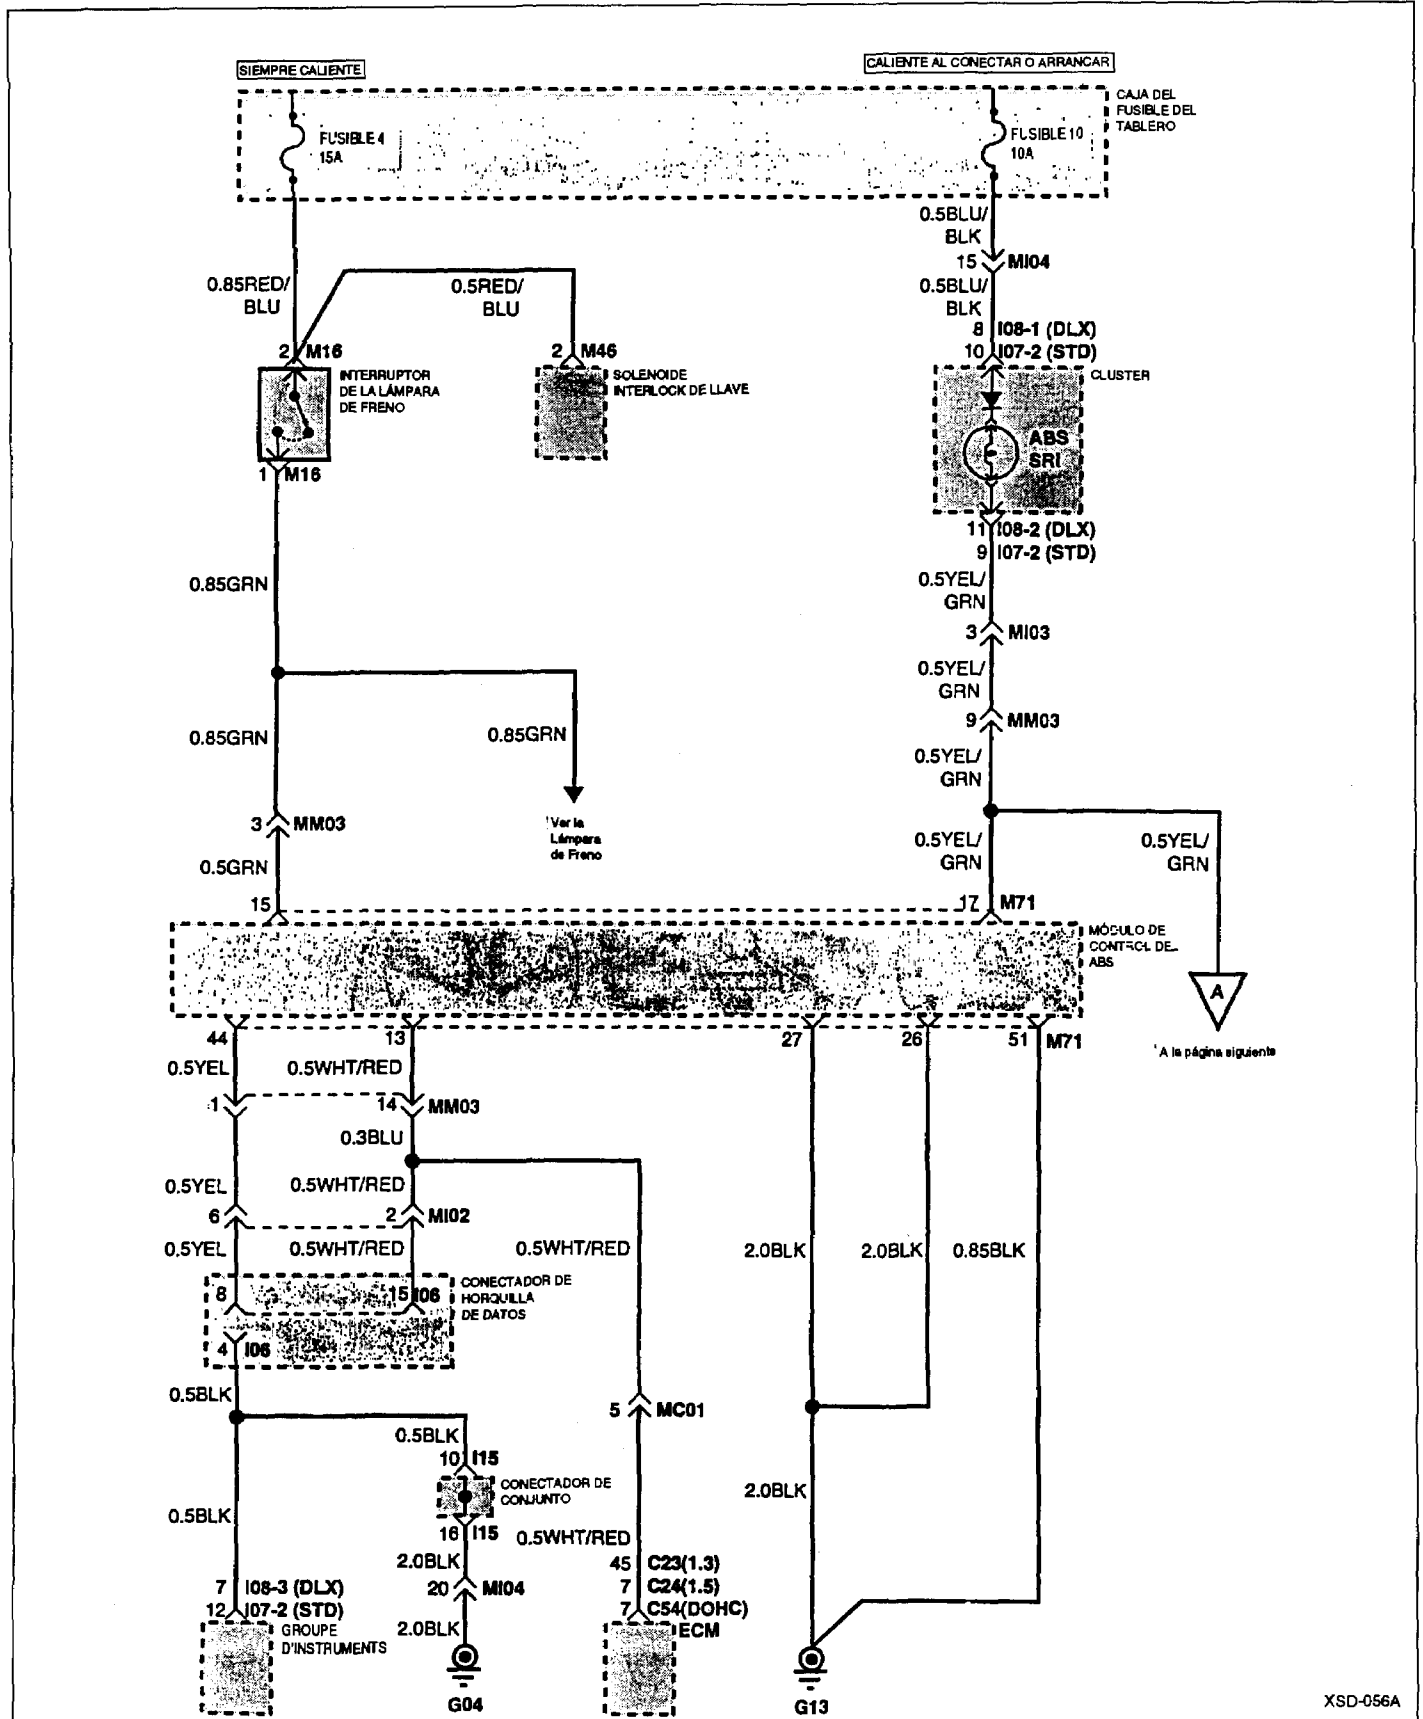 SIEMPRE CALIENTE
CALIENTE AL CONECTAR O ARRANCAR
CAJA DEL
FUSIBLE DEL
TABLERO
FUSIBLE 4
15A
FUSIBLE 10
10A
0.5BLU/
BLK
15 MI04
0.85RED/
BLU
0.5RED/
BLU
0.5BLU/
BLK
8 I08-1 (DLX)
10 I07-2 (STD)
2 M16
2 M46
INTERRUPTOR
DE LA LÁMPARA
DE FRENO
SOLENOIDE
INTERLOCK DE LLAVE
CLUSTER
ABS
SRI
1 M16
11 I08-2 (DLX)
9 I07-2 (STD)
0.85GRN
0.5YEL/
GRN
3 MI03
0.5YEL/
GRN
9 MM03
0.85GRN
0.85GRN
0.5YEL/
GRN
3 MM03
Ver la
Lámpara
de Freno
0.5GRN
0.5YEL/
GRN
0.5YEL/
GRN
15
17 M71
MÓDULO DE
CONTROL DEL
ABS
A
A la página siguiente
44
13
27
26
51 M71
0.5YEL
0.5WHT/RED
1
14 MM03
0.3BLU
0.5YEL
0.5WHT/RED
6
2 MI02
0.5YEL
0.5WHT/RED
0.5WHT/RED
2.0BLK
2.0BLK
0.85BLK
8
15 I06
CONECTADOR DE
HORQUILLA
DE DATOS
4 I06
0.5BLK
5 MC01
0.5BLK
10 I15
CONECTADOR DE
CONJUNTO
2.0BLK
0.5BLK
16 I15
0.5WHT/RED
2.0BLK
45 C23(1.3)
7 I08-3 (DLX)
20 MI04
7 C24(1.5)
12 I07-2 (STD)
7 C54(DOHC)
GROUPE
D'INSTRUMENTS
2.0BLK
ECM
G04
G13
XSD-056A